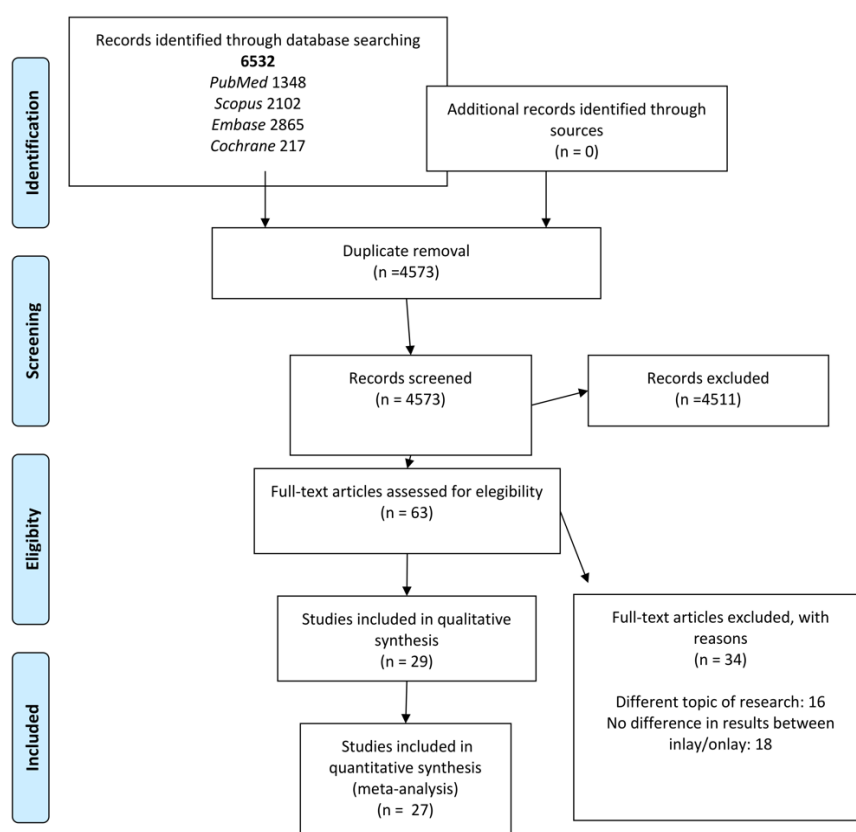 Records identified through database searching
6532
PubMed 1348
Scopus 2102
Embase 2865
Cochrane 217
Additional records identified through
sources
(n = 0)
Identification
Duplicate removal
(n =4573)
Screening
Records screened
(n = 4573)
Records excluded
(n =4511)
Full-text articles assessed for elegibility
(n = 63)
Eligibity
Studies included in qualitative
synthesis
(n = 29)
Full-text articles excluded, with
reasons
(n = 34)
Different topic of research: 16
No difference in results between
inlay/onlay: 18
Included
Studies included in
quantitative synthesis
(meta-analysis)
(n = 27)